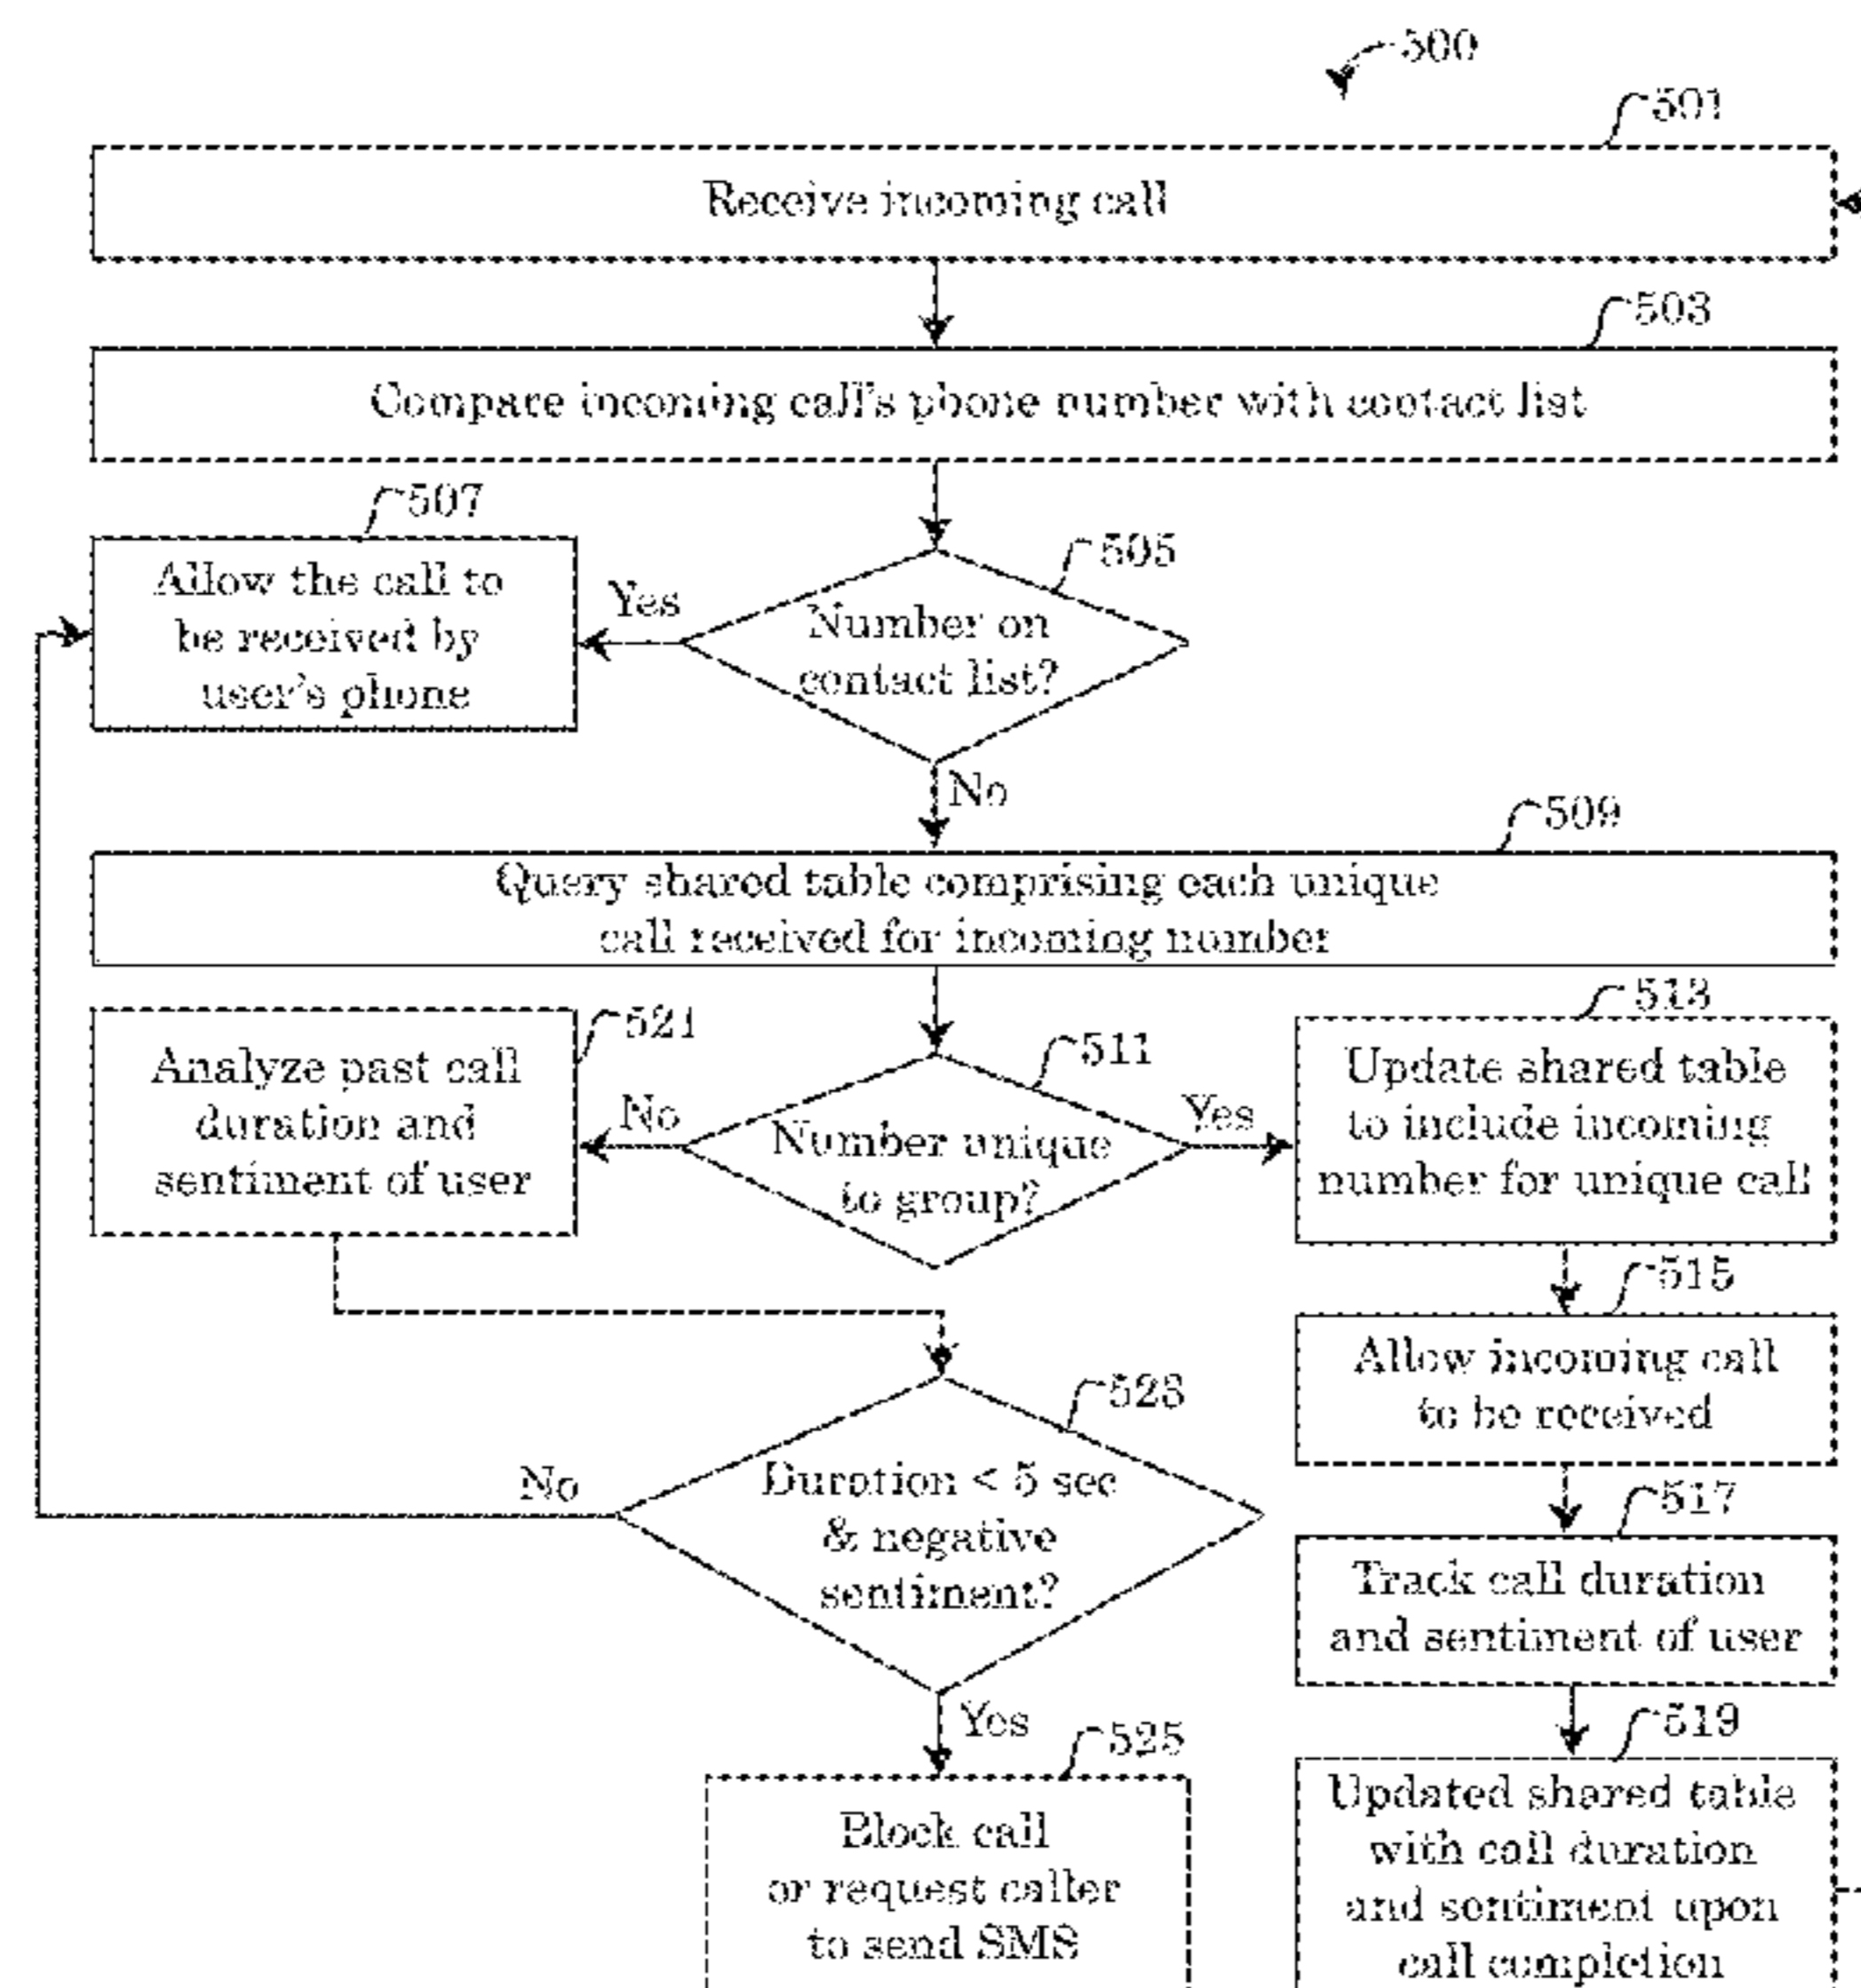 500
501
Receive incoming call
503
Compare incoming call's phone number with contact list
507
Allow the call to
be received by
user's phone
Yes
505
Number on
contact list?
No
509
Query shared table comprising each unique
call received for incoming number
521
Analyze past call
duration and
sentiment of user
No
511
Number unique
to group?
Yes
513
Update shared table
to include incoming
number for unique call
515
Allow incoming call
to be received
523
Duration < 5 sec
& negative
sentiment?
No
517
Track call duration
and sentiment of user
Yes
525
Block call
or request caller
to send SMS
519
Updated shared table
with call duration
and sentiment upon
call completion